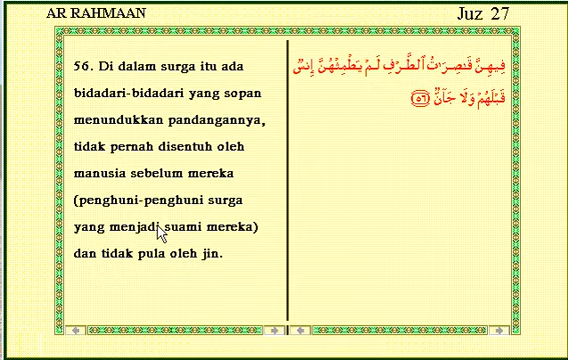 AR RAHMAAN
Juz 27
56. Di dalam surga itu ada
bidadari-bidadari yang sopan
menundukkan pandangannya,
tidak pernah disentuh oleh
manusia sebelum mereka
(penghuni-penghuni surga
yang menjadi suami mereka)
dan tidak pula oleh jin.
فِيهِنَّ قَـٰصِرَٰتُ ٱلطَّرْفِ لَمْ يَطْمِثْهُنَّ إِنسٌ
قَبْلَهُمْ وَلَا جَآنٌّ ﴿٥٦﴾